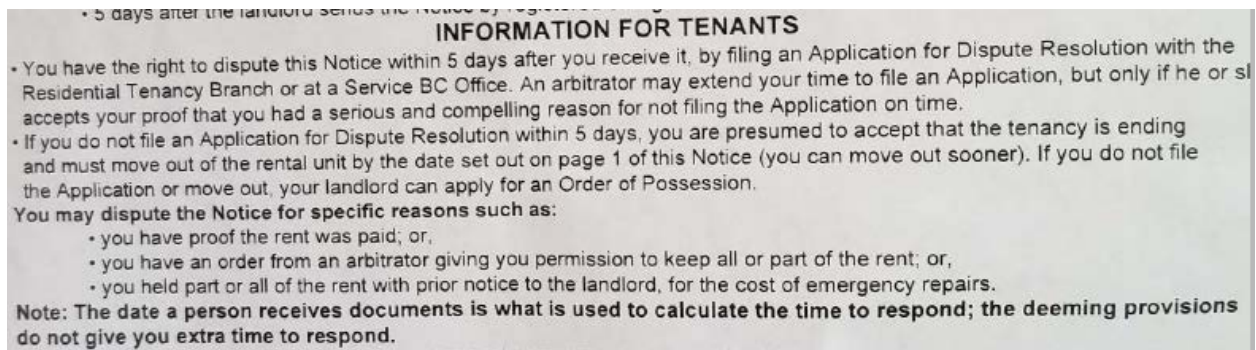 • 5 days after the landlord sends the Notice by registered
INFORMATION FOR TENANTS
• You have the right to dispute this Notice within 5 days after you receive it, by filing an Application for Dispute Resolution with the
Residential Tenancy Branch or at a Service BC Office. An arbitrator may extend your time to file an Application, but only if he or
accepts your proof that you had a serious and compelling reason for not filing the Application on time.
• If you do not file an Application for Dispute Resolution within 5 days, you are presumed to accept that the tenancy is ending
and must move out of the rental unit by the date set out on page 1 of this Notice (you can move out sooner). If you do not file
the Application or move out, your landlord can apply for an Order of Possession.
You may dispute the Notice for specific reasons such as:
• you have proof the rent was paid; or,
• you have an order from an arbitrator giving you permission to keep all or part of the rent; or,
• you held part or all of the rent with prior notice to the landlord, for the cost of emergency repairs.
Note: The date a person receives documents is what is used to calculate the time to respond; the deeming provisions
do not give you extra time to respond.